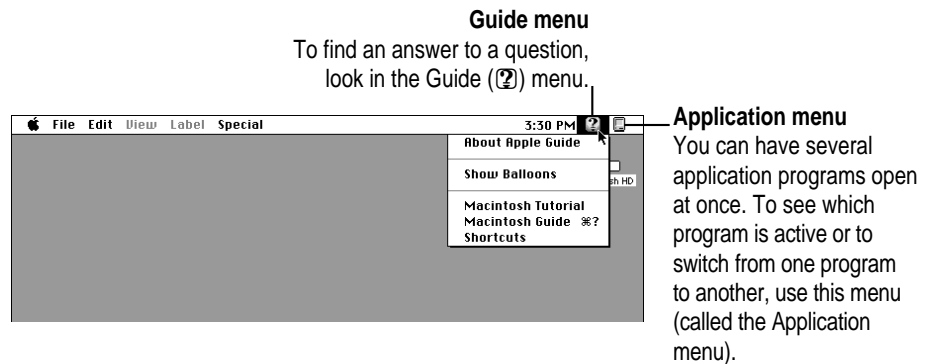 Guide menu
To find an answer to a question,
look in the Guide (?) menu.
File Edit View Label Special 3:30 PM ?
About Apple Guide
Show Balloons
sh HD
Macintosh Tutorial
Macintosh Guide ⌘?
Shortcuts
Application menu
You can have several
application programs open
at once. To see which
program is active or to
switch from one program
to another, use this menu
(called the Application
menu).